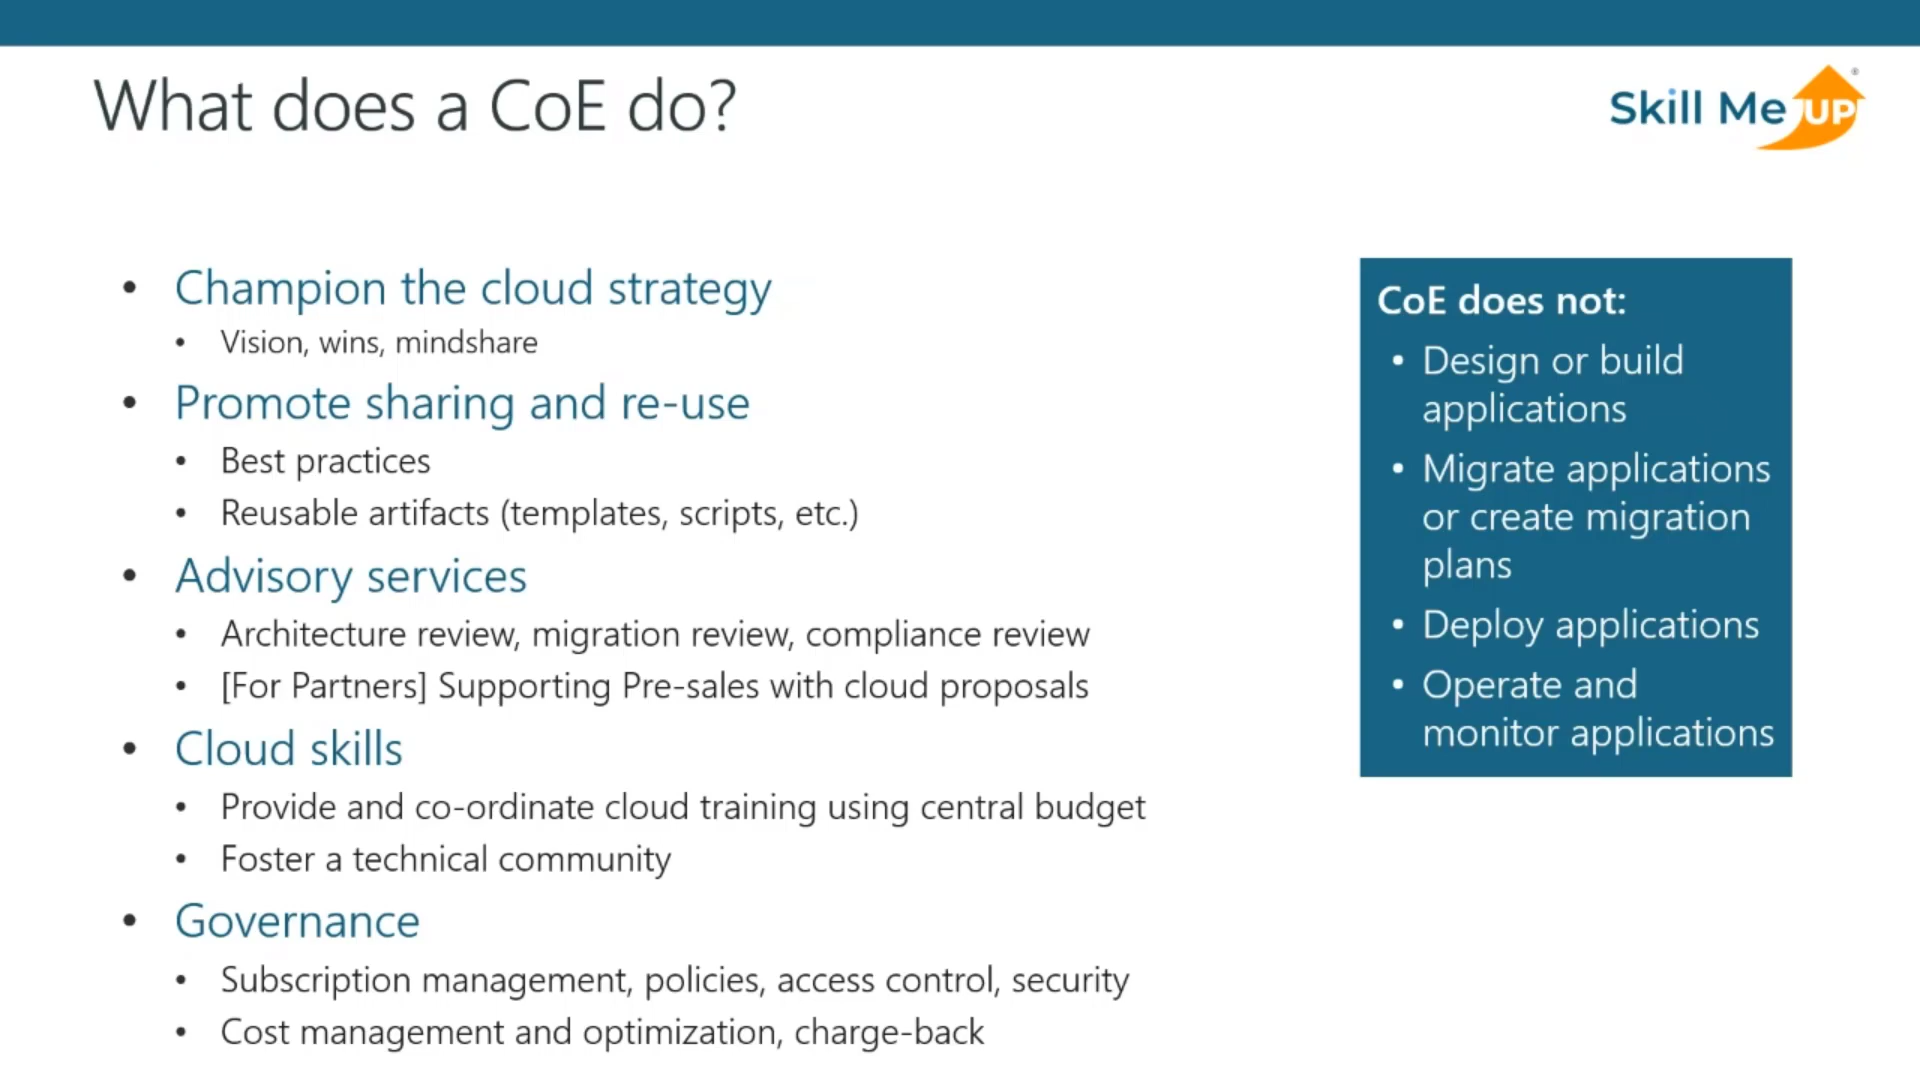 What does a CoE do?
Skill Me UP
®
• Champion the cloud strategy
• Vision, wins, mindshare
• Promote sharing and re-use
• Best practices
• Reusable artifacts (templates, scripts, etc.)
• Advisory services
• Architecture review, migration review, compliance review
• [For Partners] Supporting Pre-sales with cloud proposals
• Cloud skills
• Provide and co-ordinate cloud training using central budget
• Foster a technical community
• Governance
• Subscription management, policies, access control, security
• Cost management and optimization, charge-back
CoE does not:
• Design or build
applications
• Migrate applications
or create migration
plans
• Deploy applications
• Operate and
monitor applications